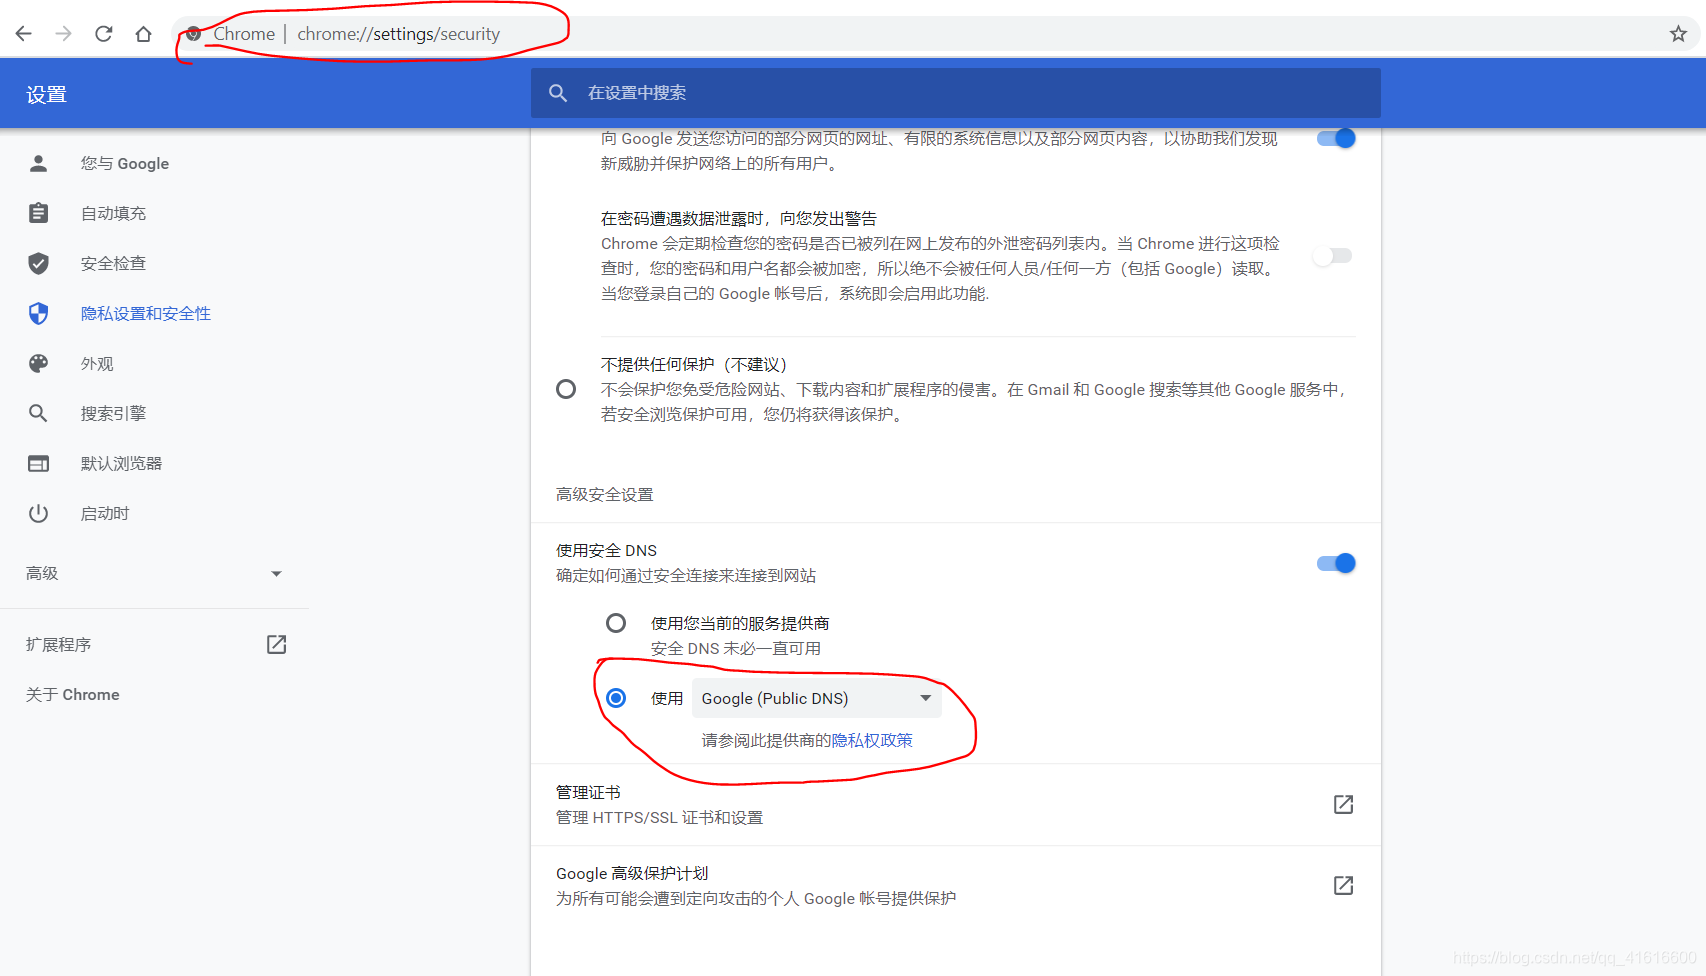 Chrome | chrome://settings/security
设置
在设置中搜索
您与 Google
自动填充
安全检查
隐私设置和安全性
外观
搜索引擎
默认浏览器
启动时
高级
扩展程序
关于 Chrome
向 Google 发送您访问的部分网页的网址、有限的系统信息以及部分网页内容，以协助我们发现
新威胁并保护网络上的所有用户。
在密码遭遇数据泄露时，向您发出警告
Chrome 会定期检查您的密码是否已被列在网上发布的外泄密码列表内。当 Chrome 进行这项检
查时，您的密码和用户名都会被加密，所以绝不会被任何人员/任何一方（包括 Google）读取。
当您登录自己的 Google 帐号后，系统即会启用此功能.
不提供任何保护（不建议）
不会保护您免受危险网站、下载内容和扩展程序的侵害。在 Gmail 和 Google 搜索等其他 Google 服务中，
若安全浏览保护可用，您仍将获得该保护。
高级安全设置
使用安全 DNS
确定如何通过安全连接来连接到网站
使用您当前的服务提供商
安全 DNS 未必一直可用
使用 Google (Public DNS)
请参阅此提供商的隐私权政策
管理证书
管理 HTTPS/SSL 证书和设置
Google 高级保护计划
为所有可能会遭到定向攻击的个人 Google 帐号提供保护
https://blog.csdn.net/qq_41616600